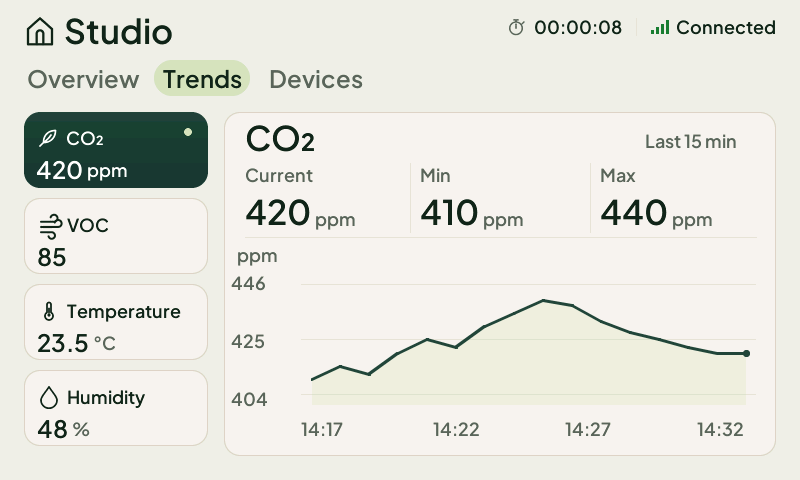 Studio
00:00:08
Connected
Overview Trends Devices
CO₂
420 ppm
VOC
85
Temperature
23.5 °C
Humidity
48 %
CO₂
Last 15 min
Current Min Max
420 ppm 410 ppm 440 ppm
ppm
446
425
404
14:17 14:22 14:27 14:32